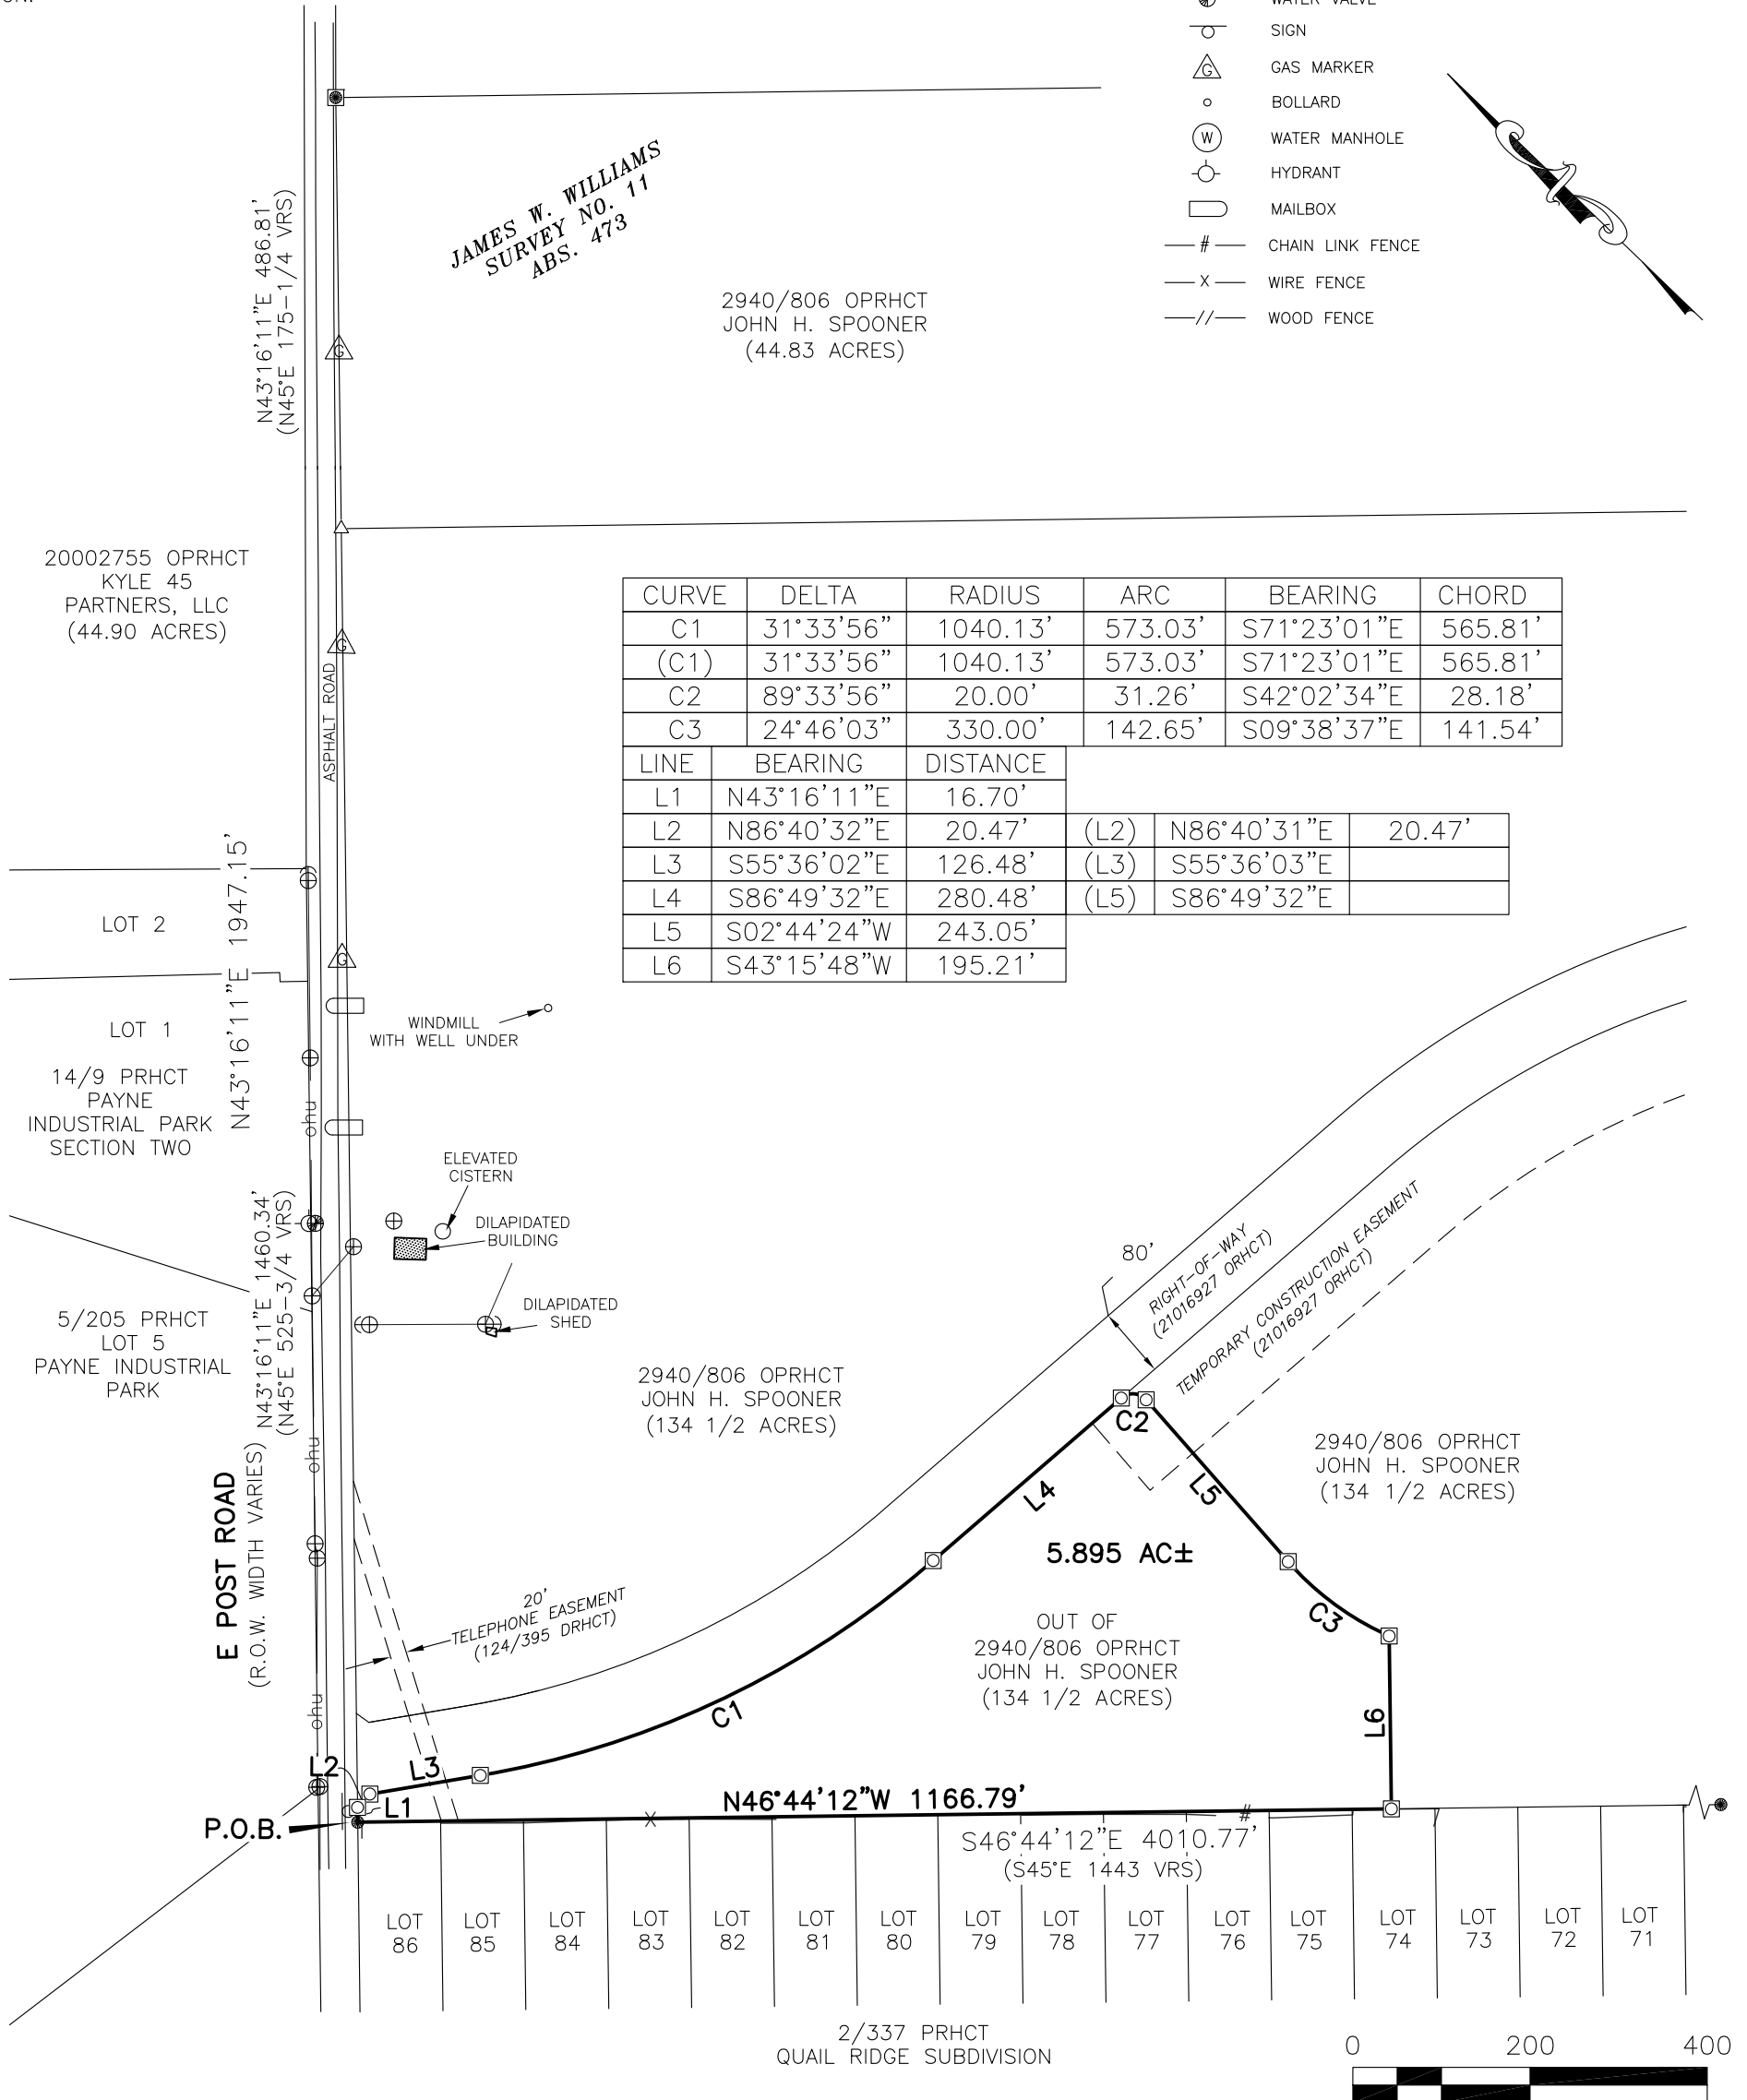 WATER VALVE
SIGN
G GAS MARKER
BOLLARD
W WATER MANHOLE
HYDRANT
MAILBOX
# CHAIN LINK FENCE
X WIRE FENCE
// WOOD FENCE
JAMES W. WILLIAMS
SURVEY NO. 11
ABS. 473
N43°16'11"E 486.81'
(N45°E 175-1/4 VRS)
2940/806 OPRHCT
JOHN H. SPOONER
(44.83 ACRES)
G
20002755 OPRHCT
KYLE 45
PARTNERS, LLC
(44.90 ACRES)
G
ASPHALT ROAD
CURVE DELTA RADIUS ARC BEARING CHORD
C1 31°33'56" 1040.13' 573.03' S71°23'01"E 565.81'
(C1) 31°33'56" 1040.13' 573.03' S71°23'01"E 565.81'
C2 89°33'56" 20.00' 31.26' S42°02'34"E 28.18'
C3 24°46'03" 330.00' 142.65' S09°38'37"E 141.54'
LINE BEARING DISTANCE
L1 N43°16'11"E 16.70'
L2 N86°40'32"E 20.47' (L2) N86°40'31"E 20.47'
L3 S55°36'02"E 126.48' (L3) S55°36'03"E
L4 S86°49'32"E 280.48' (L5) S86°49'32"E
L5 S02°44'24"W 243.05'
L6 S43°15'48"W 195.21'
LOT 2
N43°16'11"E 1947.15'
G
LOT 1
14/9 PRHCT
PAYNE
INDUSTRIAL PARK
SECTION TWO
WINDMILL
WITH WELL UNDER
ohu
ELEVATED
CISTERN
DILAPIDATED
BUILDING
DILAPIDATED
SHED
N43°16'11"E 1460.34'
(N45°E 525-3/4 VRS)
5/205 PRHCT
LOT 5
PAYNE INDUSTRIAL
PARK
2940/806 OPRHCT
JOHN H. SPOONER
(134 1/2 ACRES)
80'
RIGHT-OF-WAY
(21016927 ORHCT)
TEMPORARY CONSTRUCTION EASEMENT
(21016927 ORHCT)
C2
2940/806 OPRHCT
JOHN H. SPOONER
(134 1/2 ACRES)
ohu
E POST ROAD
(R.O.W. WIDTH VARIES)
L4
L5
5.895 AC±
20'
TELEPHONE EASEMENT
(124/395 DRHCT)
C3
OUT OF
2940/806 OPRHCT
JOHN H. SPOONER
(134 1/2 ACRES)
ohu
C1
L6
L2
L3
L1
P.O.B.
N46°44'12"W 1166.79'
X
#
S46°44'12"E 4010.77'
(S45°E 1443 VRS)
LOT 86
LOT 85
LOT 84
LOT 83
LOT 82
LOT 81
LOT 80
LOT 79
LOT 78
LOT 77
LOT 76
LOT 75
LOT 74
LOT 73
LOT 72
LOT 71
2/337 PRHCT
QUAIL RIDGE SUBDIVISION
0 200 400